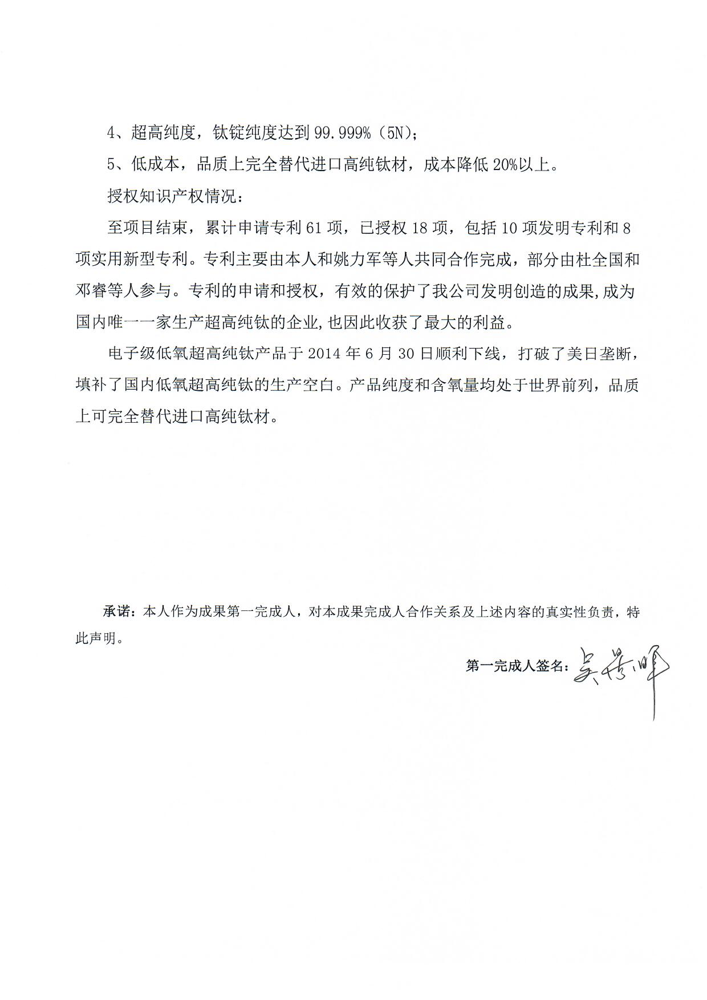 4、超高纯度，钛锭纯度达到 99.999%（5N）；
5、低成本，品质上完全替代进口高纯钛材，成本降低 20%以上。
授权知识产权情况：
至项目结束，累计申请专利 61 项，已授权 18 项，包括 10 项发明专利和 8
项实用新型专利。专利主要由本人和姚力军等人共同合作完成，部分由杜全国和
邓睿等人参与。专利的申请和授权，有效的保护了我公司发明创造的成果,成为
国内唯一一家生产超高纯钛的企业,也因此收获了最大的利益。
电子级低氧超高纯钛产品于 2014 年 6 月 30 日顺利下线，打破了美日垄断，
填补了国内低氧超高纯钛的生产空白。产品纯度和含氧量均处于世界前列，品质
上可完全替代进口高纯钛材。
承诺：本人作为成果第一完成人，对本成果完成人合作关系及上述内容的真实性负责，特
此声明。
第一完成人签名：吴景晖